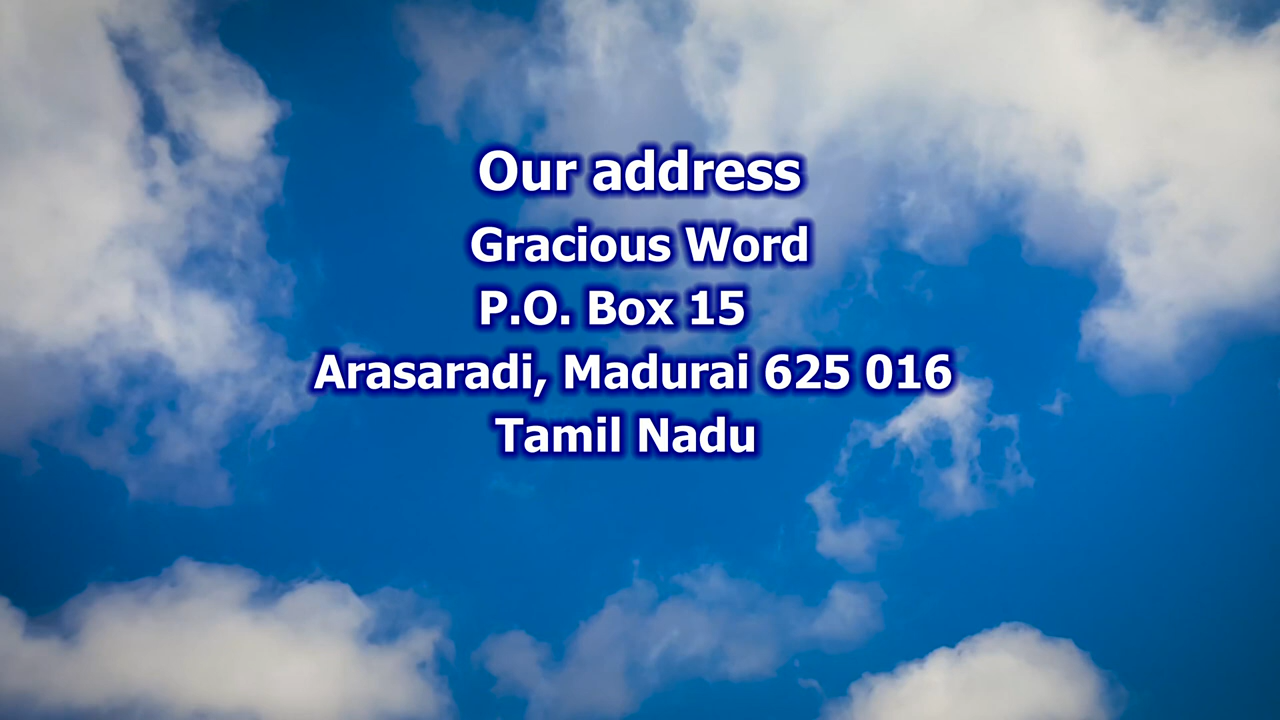 Our address
Gracious Word
P.O. Box 15
Arasaradi, Madurai 625 016
Tamil Nadu